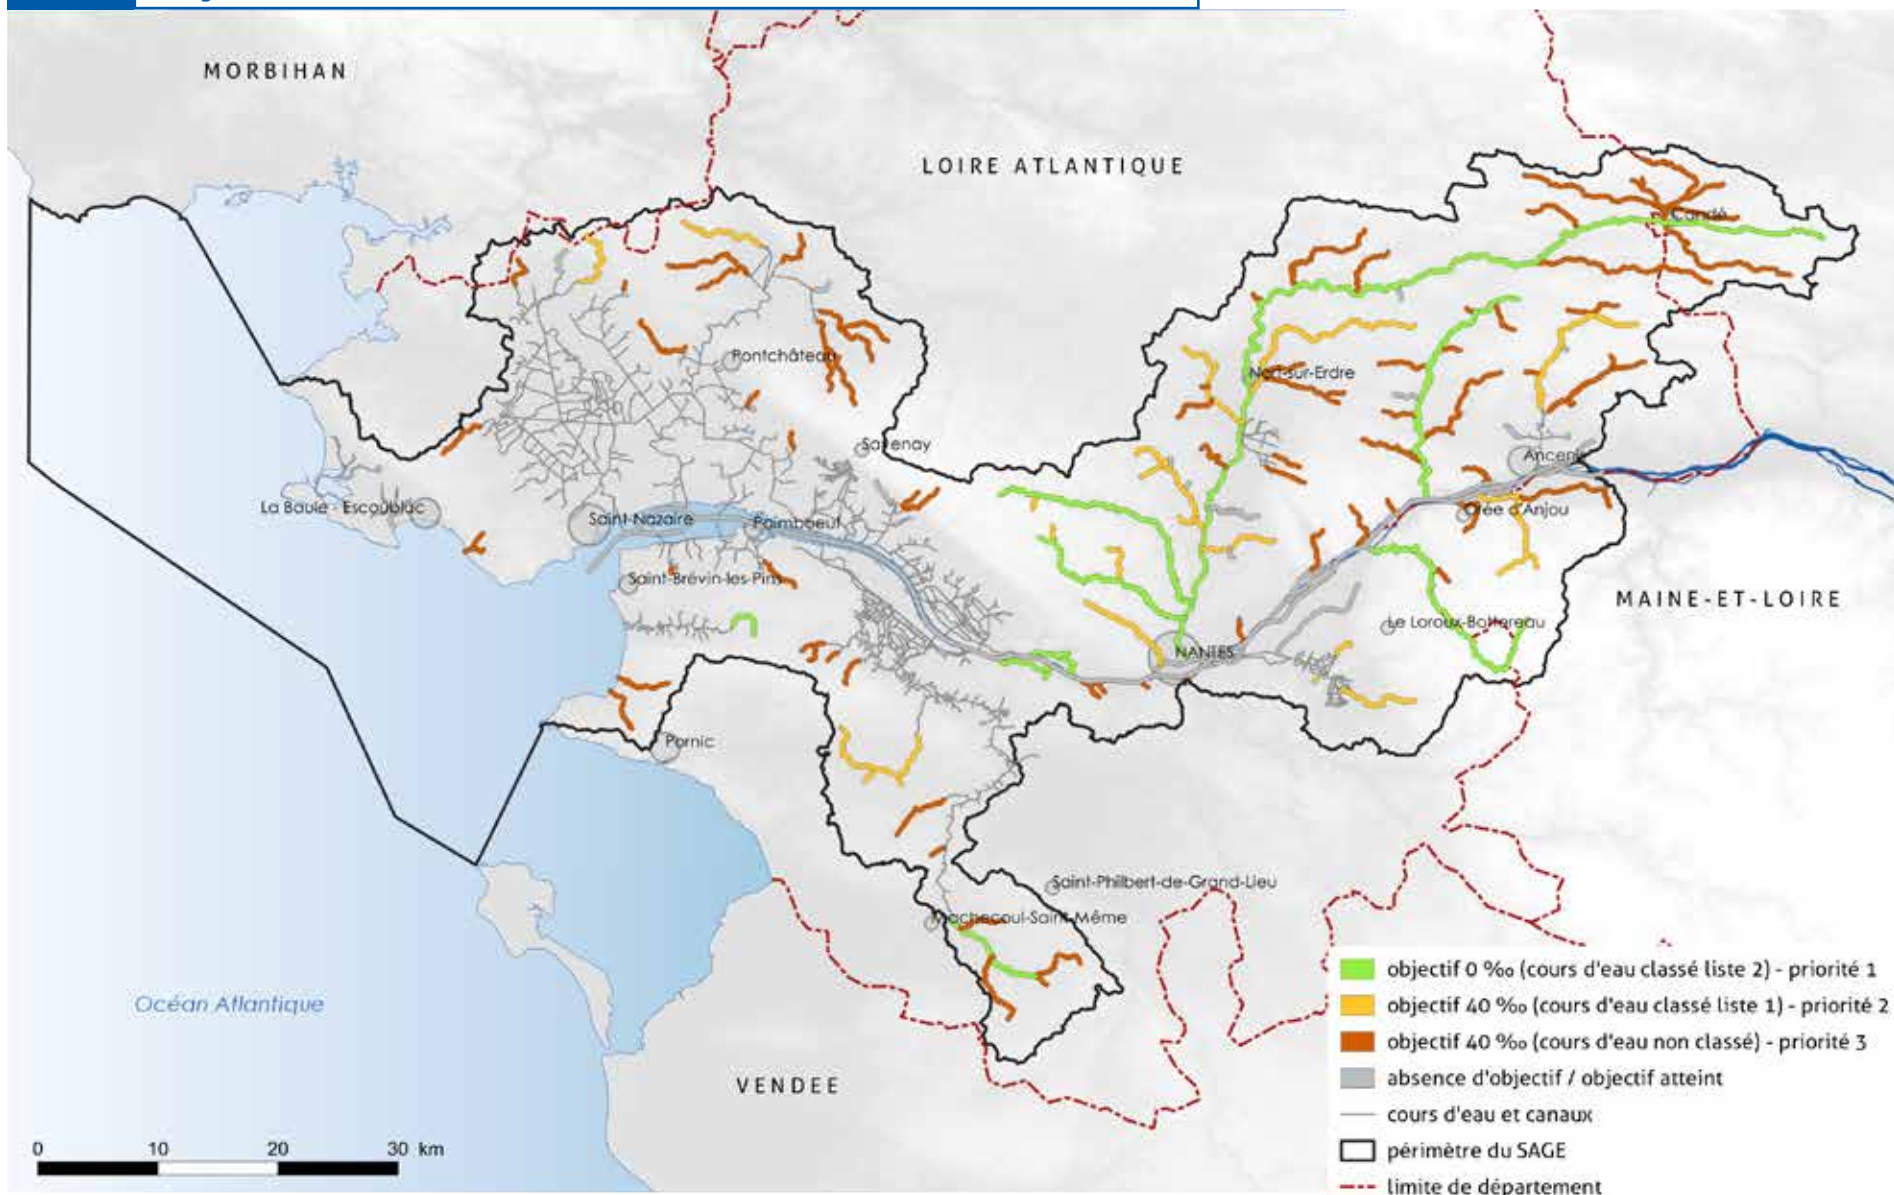 MORBIHAN
LOIRE ATLANTIQUE
Candé
Pontchâteau
Nort-sur-Erdre
Savenay
Ancenis
La Baule - Escoublac
Saint-Nazaire
Paimboeuf
Orée d'Anjou
Saint-Brévin-les-Pins
MAINE-ET-LOIRE
Le Loroux-Bottereau
NANTES
Pornic
Saint-Philbert-de-Grand-Lieu
Machecoul-Saint-Même
Océan Atlantique
VENDEE
objectif 0 ‰ (cours d'eau classé liste 2) - priorité 1
objectif 40 ‰ (cours d'eau classé liste 1) - priorité 2
objectif 40 ‰ (cours d'eau non classé) - priorité 3
absence d'objectif / objectif atteint
cours d'eau et canaux
périmètre du SAGE
limite de département
0 10 20 30 km